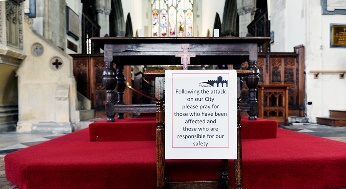 Following the attack
on our City
please pray for
those who have been
affected and
those who are
responsible for our
safety